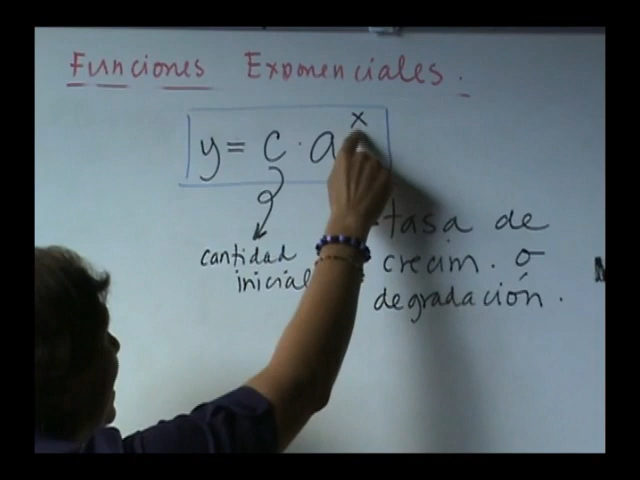 Funciones Exponenciales.
y = c · a^x
cantidad
inicial
tasa de
crecim. o
degradación.